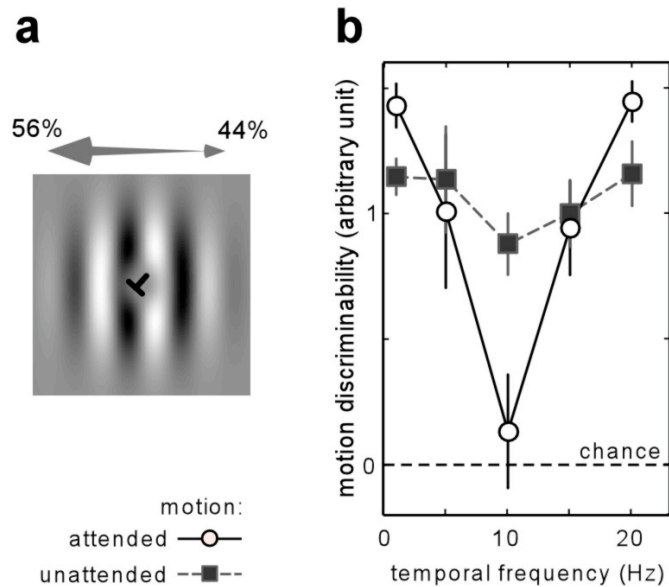 a
56%
44%
motion:
attended
unattended
b
motion discriminability (arbitrary unit)
1
0
chance
0
10
20
temporal frequency (Hz)